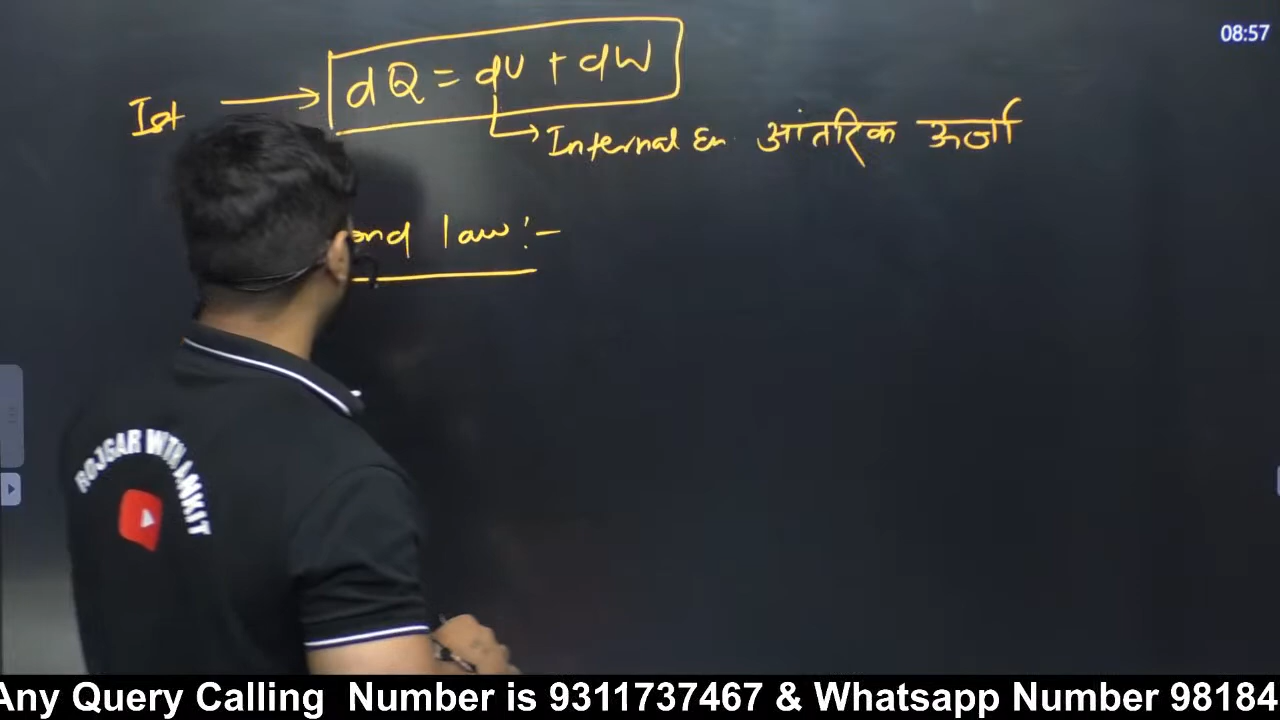 08:57
dQ = dU + dW
Ist
Internal En. आंतरिक ऊर्जा
law :-
ROJGAR WITH ANKIT
Any Query Calling Number is 9311737467 & Whatsapp Number 98184